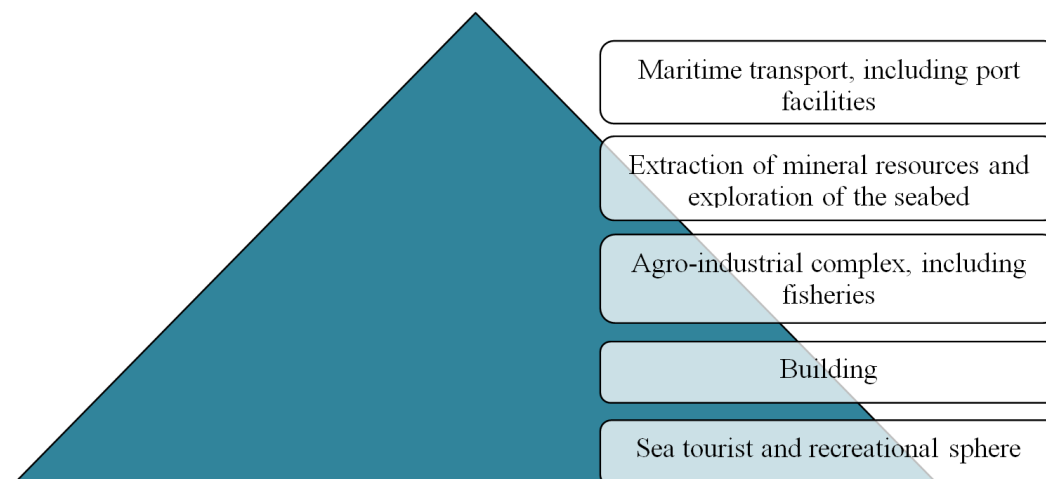 Maritime transport, including port
facilities
Extraction of mineral resources and
exploration of the seabed
Agro-industrial complex, including
fisheries
Building
Sea tourist and recreational sphere